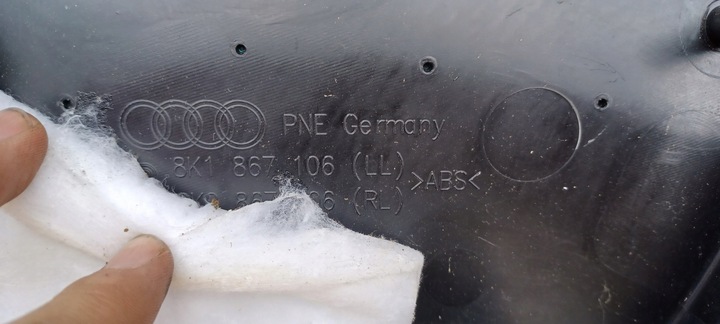 PNE Germany
8K1 867 106 (LL)
>ABS<
(RL)